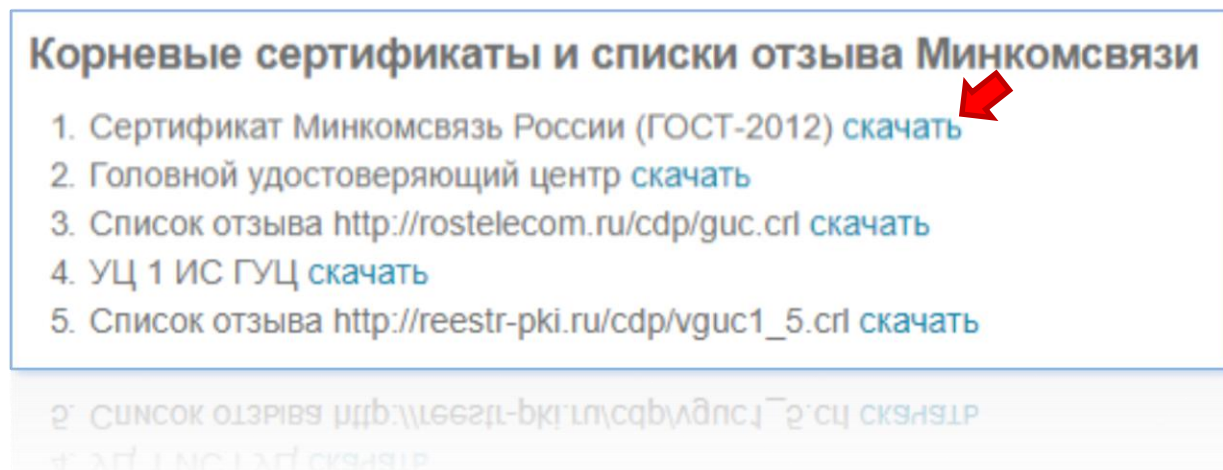 Корневые сертификаты и списки отзыва Минкомсвязи
1. Сертификат Минкомсвязь России (ГОСТ-2012) скачать
2. Головной удостоверяющий центр скачать
3. Список отзыва http://rostelecom.ru/cdp/guc.crl скачать
4. УЦ 1 ИС ГУЦ скачать
5. Список отзыва http://reestr-pki.ru/cdp/vguc1_5.crl скачать